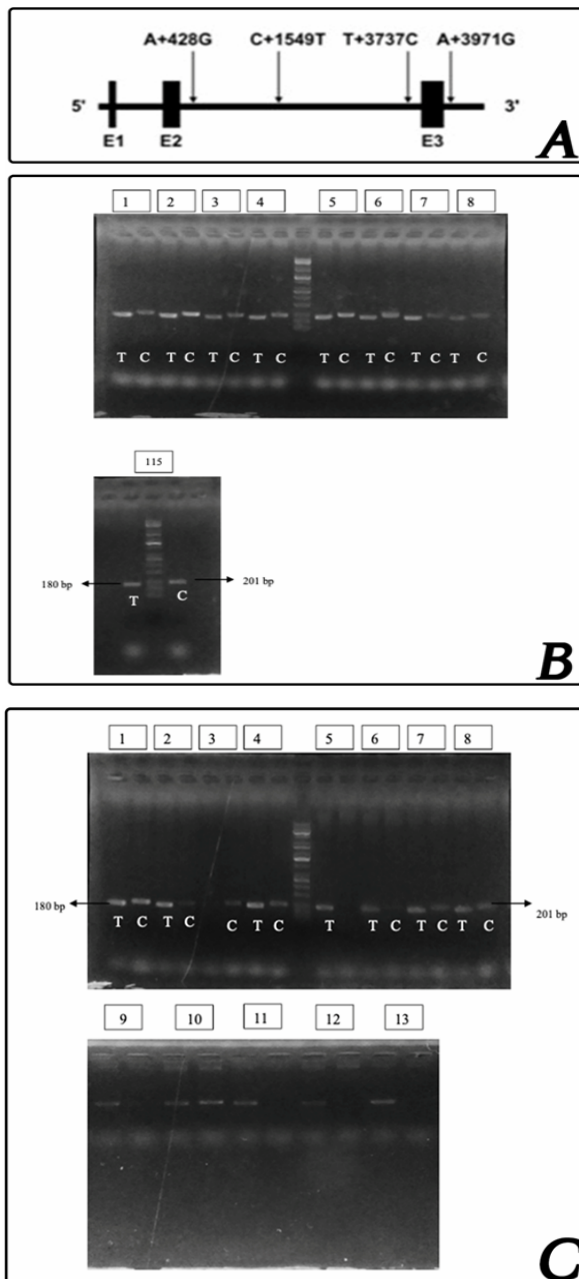 A+428G C+1549T T+3737C A+3971G
5' 3'
E1 E2 E3
A
1 2 3 4 5 6 7 8
T C T C T C T C T C T C T C T C
115
180 bp 201 bp
T C
B
1 2 3 4 5 6 7 8
180 bp 201 bp
T C T C C T C T T C T C T C
9 10 11 12 13
C